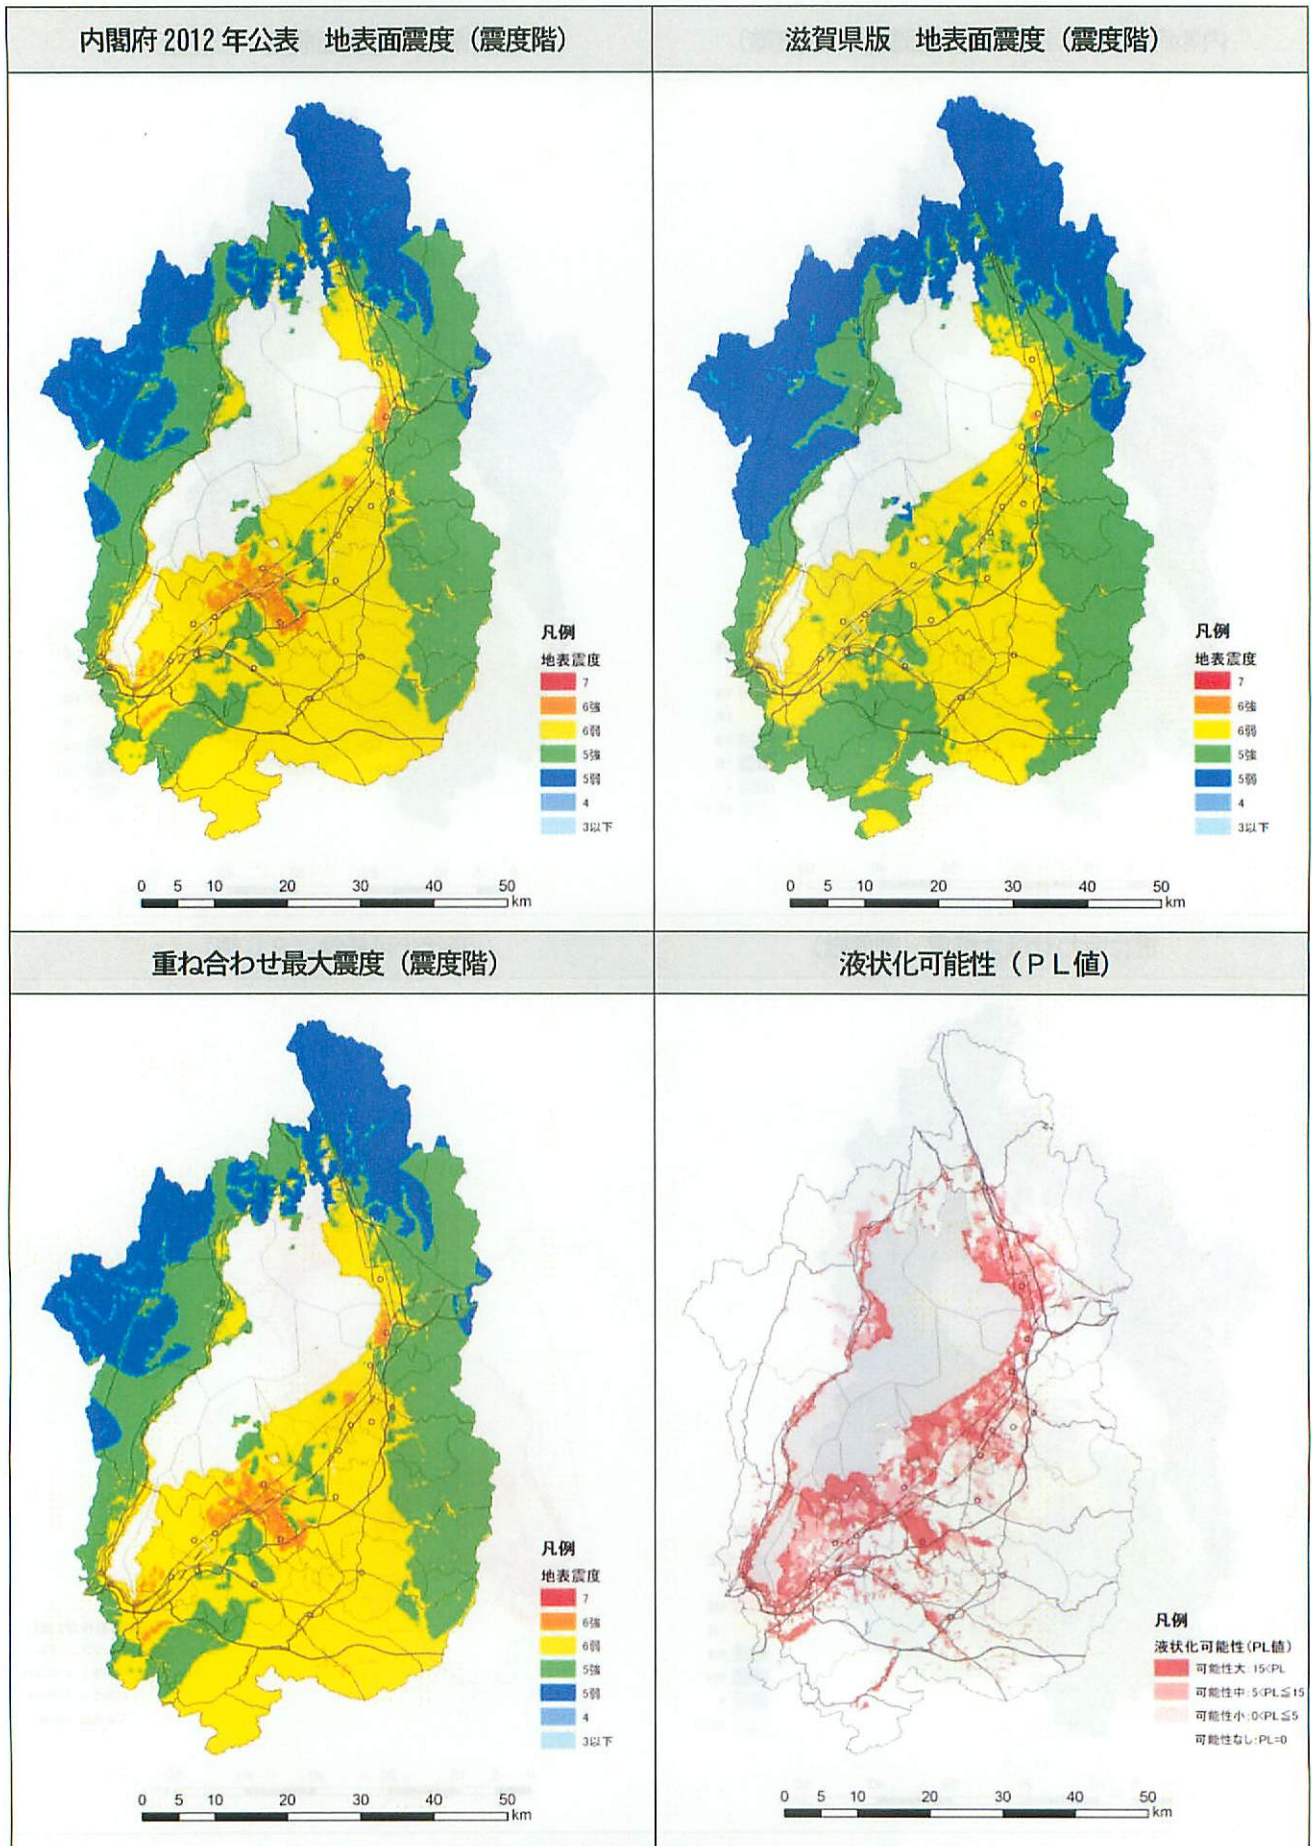 内閣府2012年公表　地表面震度（震度階）
凡例
地表震度
7
6強
6弱
5強
5弱
4
3以下
0 5 10 20 30 40 50
km
滋賀県版　地表面震度（震度階）
凡例
地表震度
7
6強
6弱
5強
5弱
4
3以下
0 5 10 20 30 40 50
km
重ね合わせ最大震度（震度階）
凡例
地表震度
7
6強
6弱
5強
5弱
4
3以下
0 5 10 20 30 40 50
km
液状化可能性（ＰＬ値）
凡例
液状化可能性(PL値)
可能性大:15<PL
可能性中:5<PL≦15
可能性小:0<PL≦5
可能性なし:PL=0
0 5 10 20 30 40 50
km